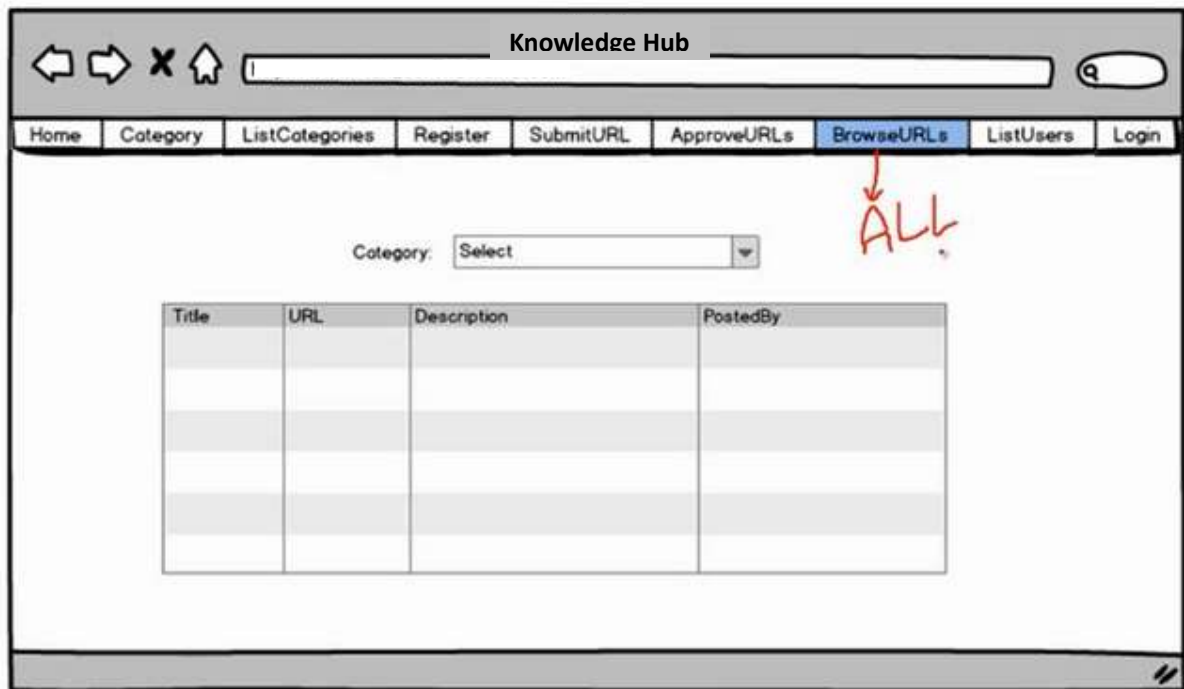 Knowledge Hub
Home Category ListCategories Register SubmitURL ApproveURLs BrowseURLs ListUsers Login
ALL
Category: Select
Title URL Description PostedBy